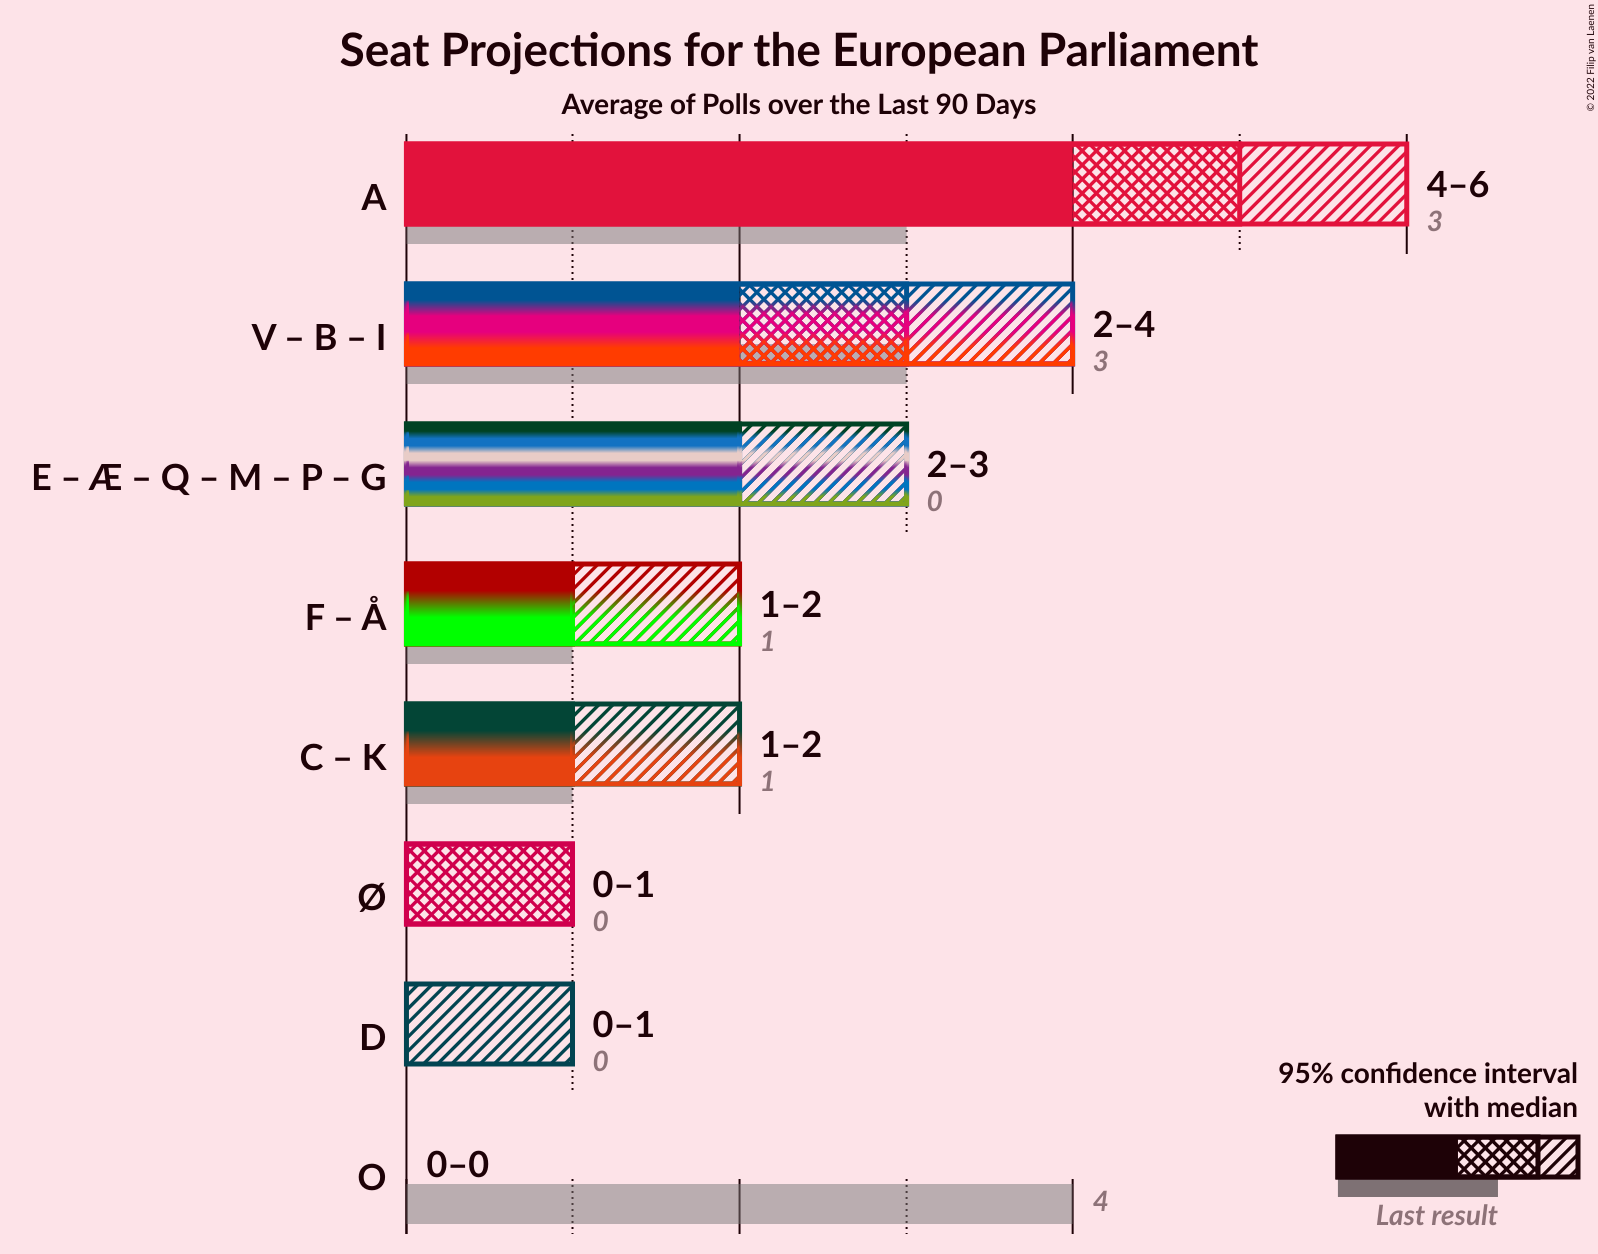 Seat Projections for the European Parliament
Average of Polls over the Last 90 Days
© 2022 Filip van Laenen
A
4–6
3
V – B – I
2–4
3
E – Æ – Q – M – P – G
2–3
0
F – Å
1–2
1
C – K
1–2
1
Ø
0–1
0
D
0–1
0
O
0–0
4
95% confidence interval
with median
Last result